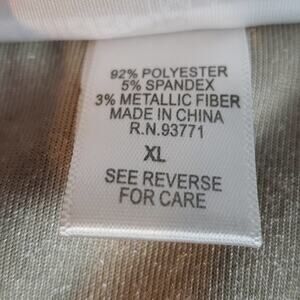 92% POLYESTER
5% SPANDEX
3% METALLIC FIBER
MADE IN CHINA
R.N.93771
XL
SEE REVERSE
FOR CARE